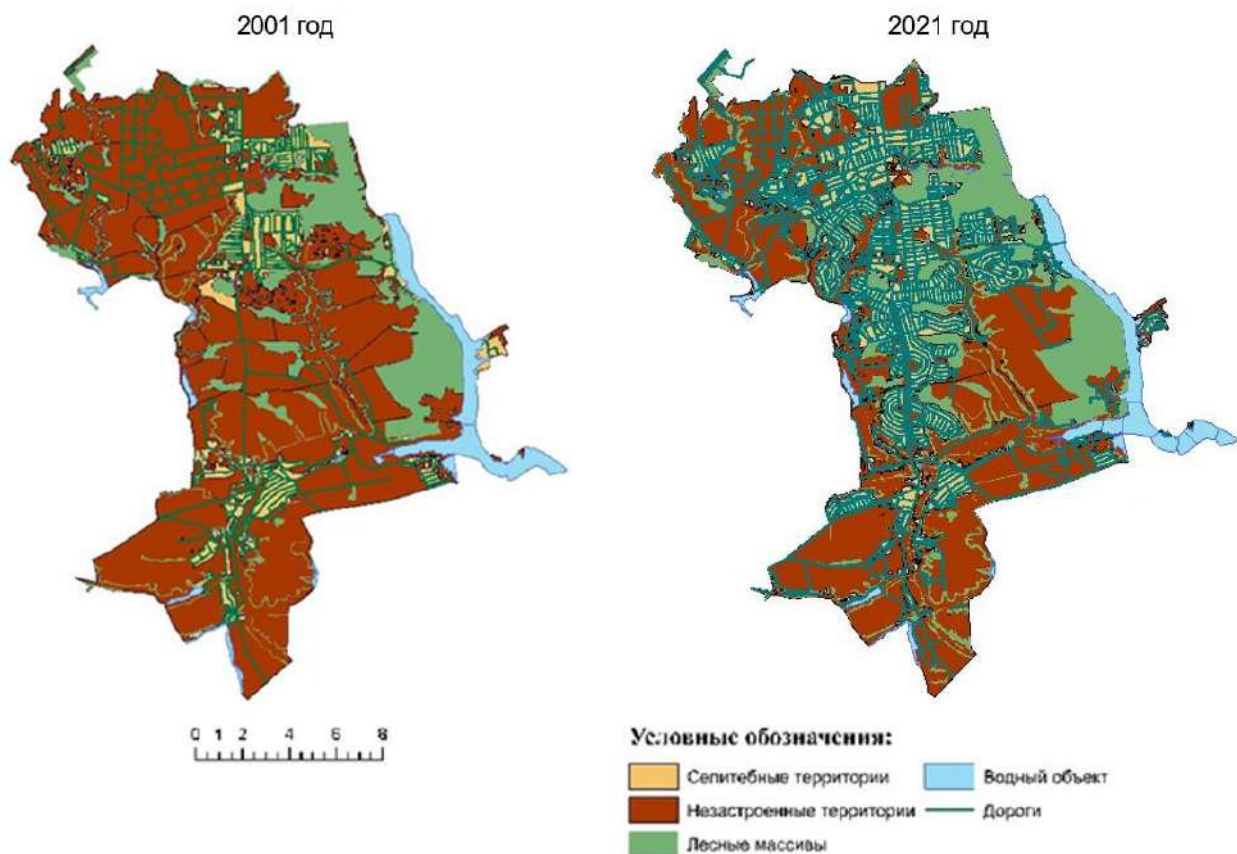 2001 год
2021 год
0 1 2 4 6 8
Условные обозначения:
Селитебные территории
Водный объект
Незастроенные территории
Дороги
Лесные массивы